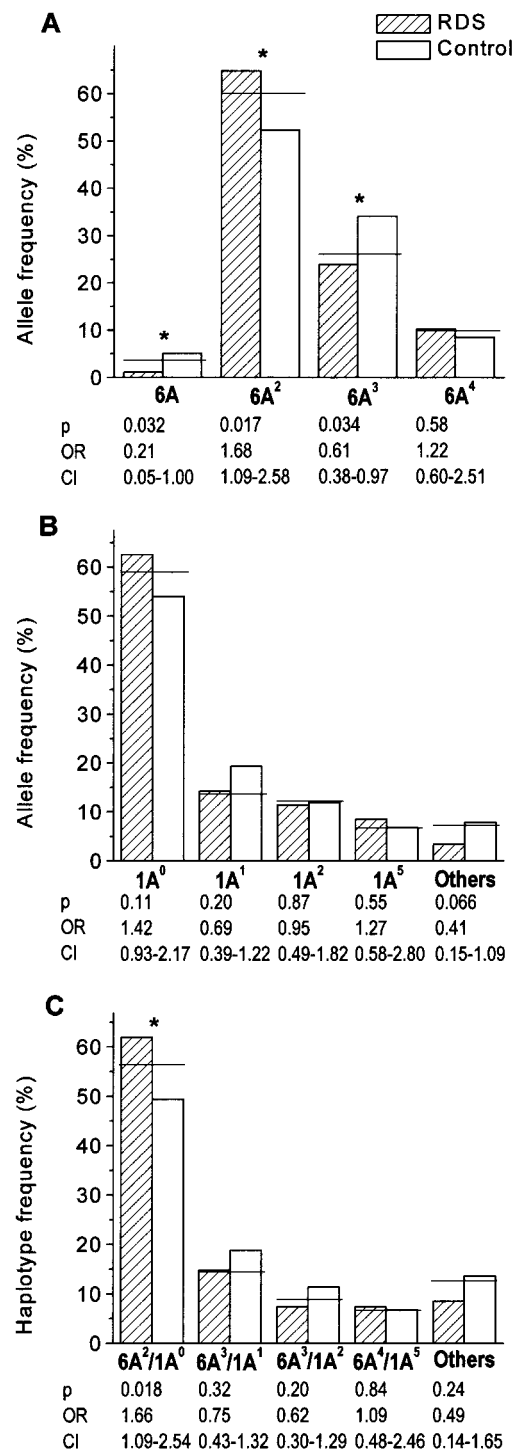 A
RDS
Control
Allele frequency (%)
60
50
40
30
20
10
0
* * *
6A 6A² 6A³ 6A⁴
p 0.032 0.017 0.034 0.58
OR 0.21 1.68 0.61 1.22
CI 0.05-1.00 1.09-2.58 0.38-0.97 0.60-2.51
B
Allele frequency (%)
60
50
40
30
20
10
0
1A⁰ 1A¹ 1A² 1A⁵ Others
p 0.11 0.20 0.87 0.55 0.066
OR 1.42 0.69 0.95 1.27 0.41
CI 0.93-2.17 0.39-1.22 0.49-1.82 0.58-2.80 0.15-1.09
C
Haplotype frequency (%)
60
50
40
30
20
10
0
*
6A²/1A⁰ 6A³/1A¹ 6A³/1A² 6A⁴/1A⁵ Others
p 0.018 0.32 0.20 0.84 0.24
OR 1.66 0.75 0.62 1.09 0.49
CI 1.09-2.54 0.43-1.32 0.30-1.29 0.48-2.46 0.14-1.65